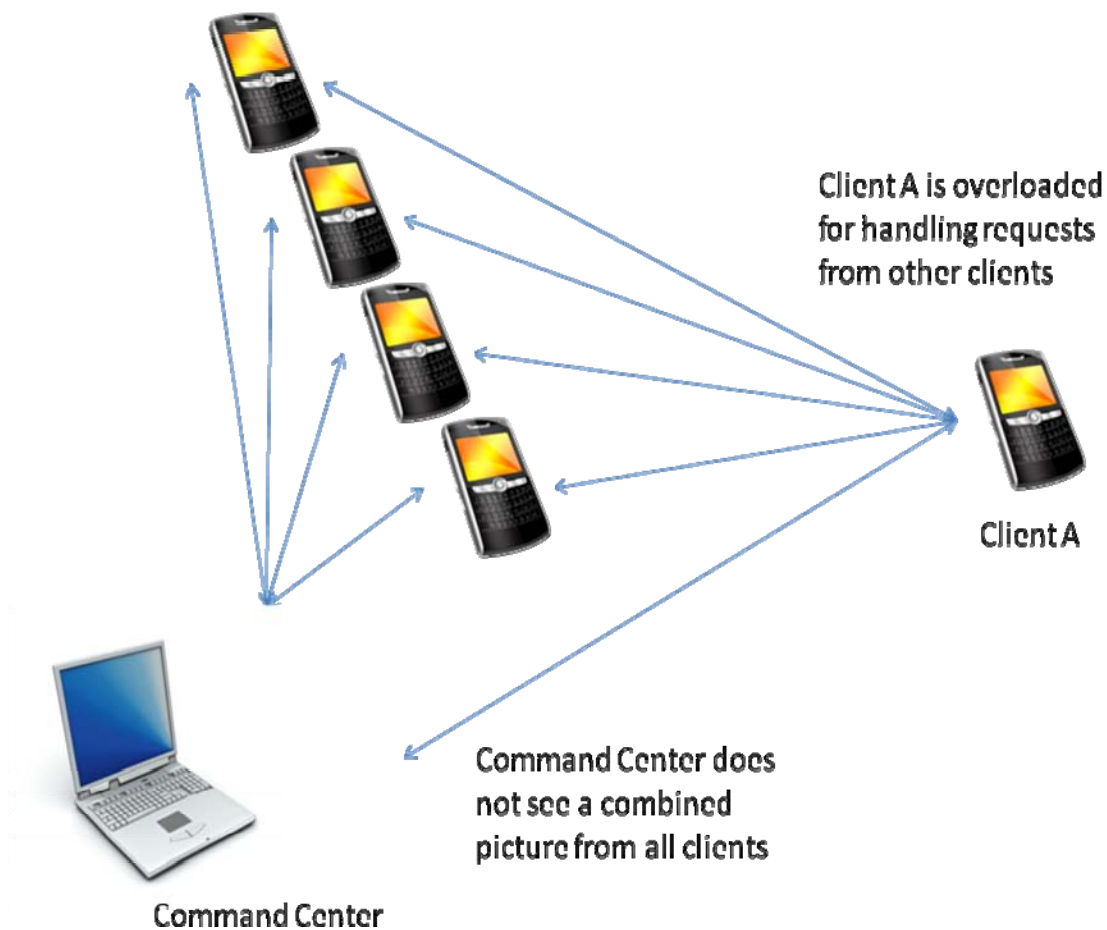 Client A is overloaded
for handling requests
from other clients
Client A
Command Center does
not see a combined
picture from all clients
Command Center